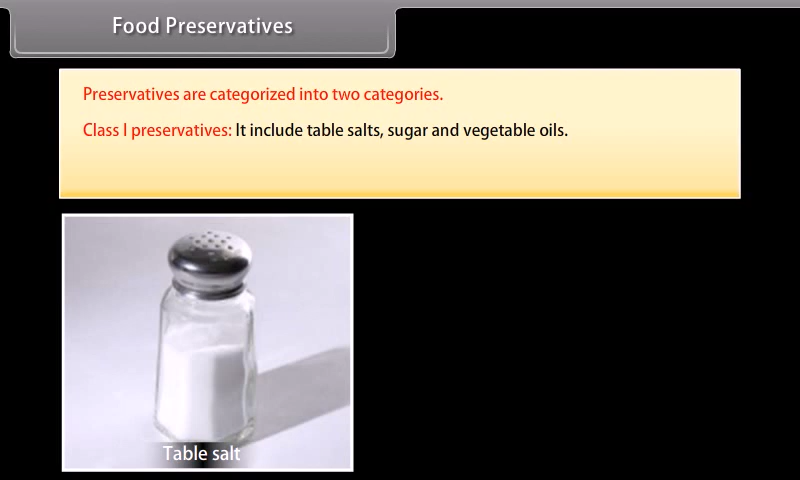 Food Preservatives
Preservatives are categorized into two categories.
Class I preservatives: It include table salts, sugar and vegetable oils.
Table salt